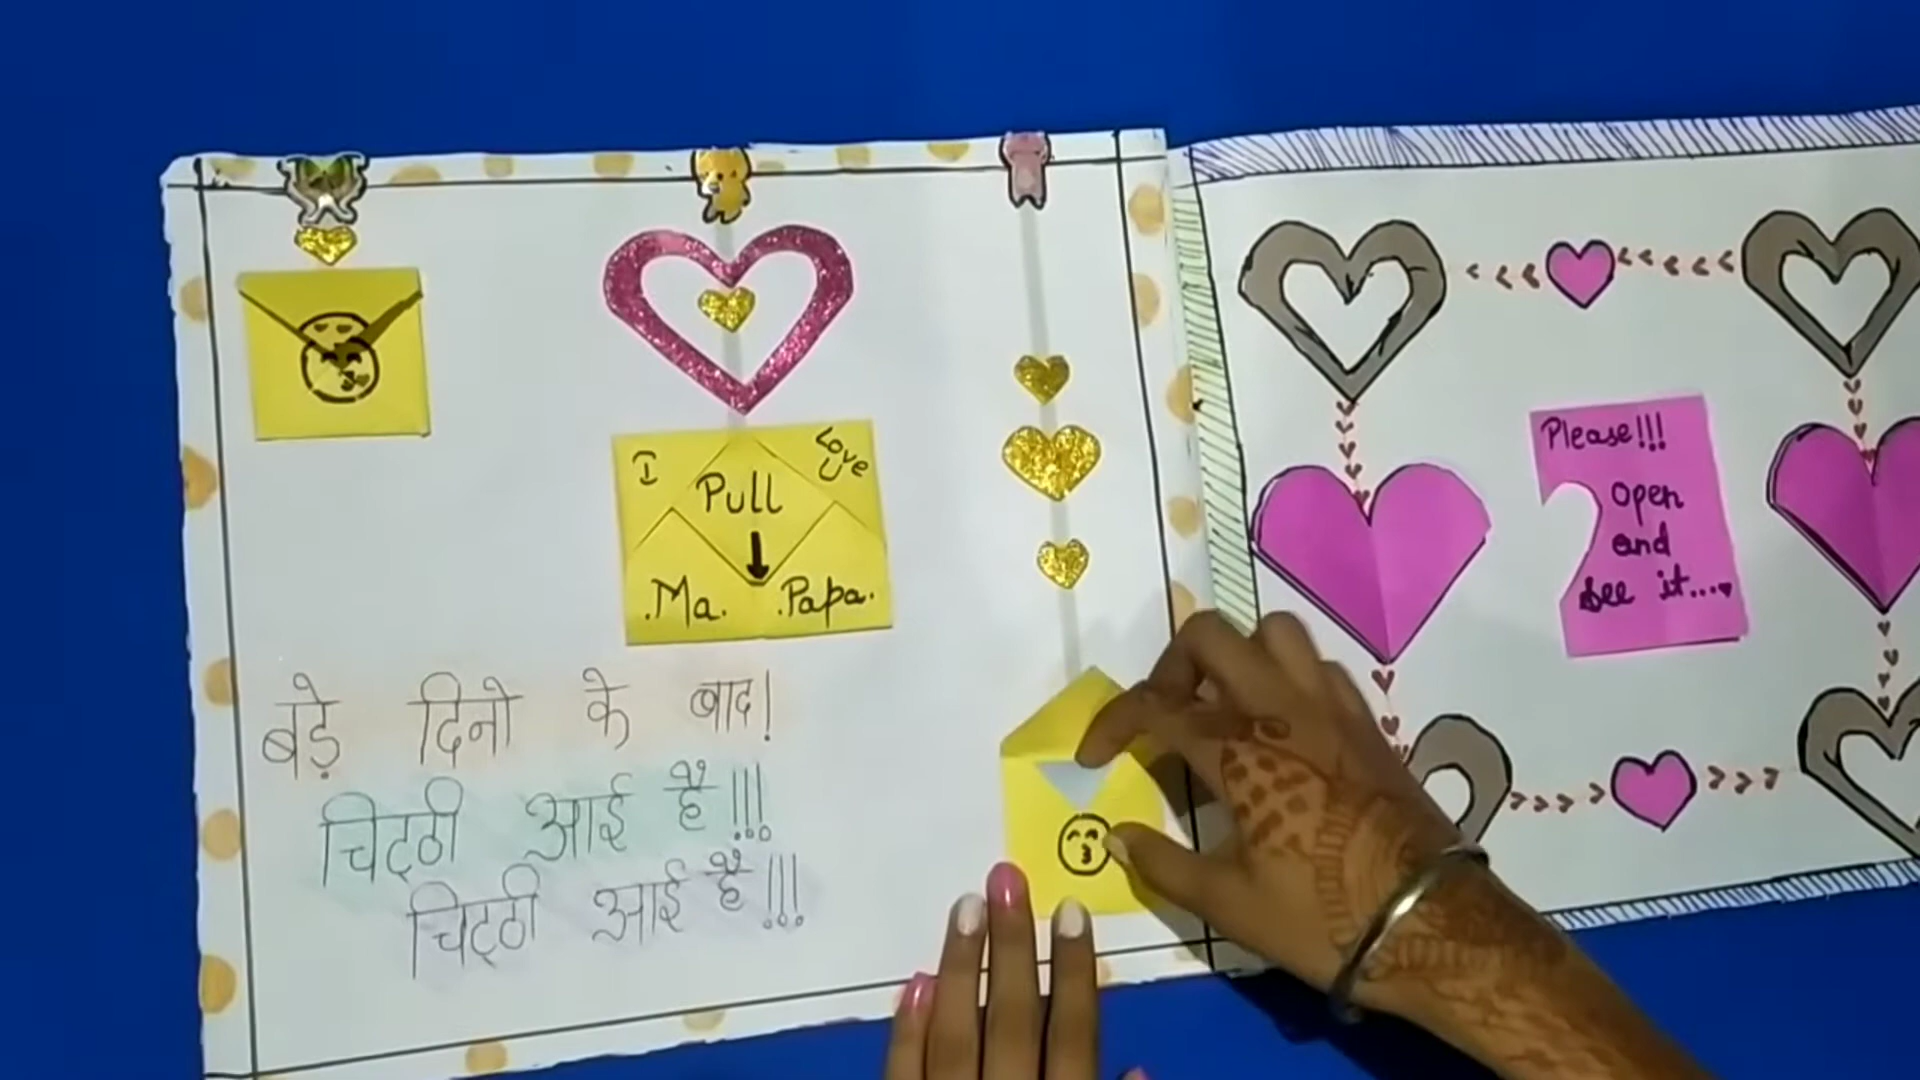 I Love U
Pull
.Ma. .Papa.
बड़े दिनो के बाद!
चिट्ठी आई है!!!
चिट्ठी आई है!!!
Please!!!
Open
and
See it...